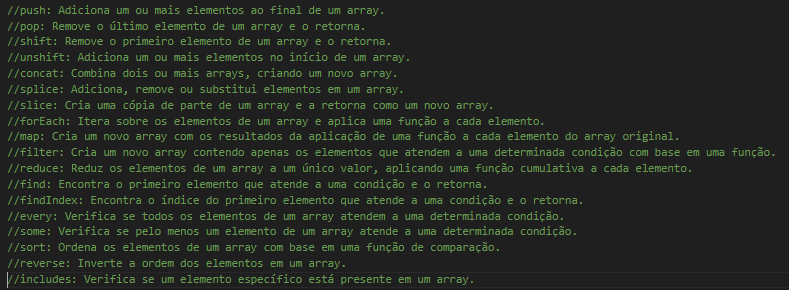 //push: Adiciona um ou mais elementos ao final de um array.
//pop: Remove o último elemento de um array e o retorna.
//shift: Remove o primeiro elemento de um array e o retorna.
//unshift: Adiciona um ou mais elementos no início de um array.
//concat: Combina dois ou mais arrays, criando um novo array.
//splice: Adiciona, remove ou substitui elementos em um array.
//slice: Cria uma cópia de parte de um array e a retorna como um novo array.
//forEach: Itera sobre os elementos de um array e aplica uma função a cada elemento.
//map: Cria um novo array com os resultados da aplicação de uma função a cada elemento do array original.
//filter: Cria um novo array contendo apenas os elementos que atendem a uma determinada condição com base em uma função.
//reduce: Reduz os elementos de um array a um único valor, aplicando uma função cumulativa a cada elemento.
//find: Encontra o primeiro elemento que atende a uma condição e o retorna.
//findIndex: Encontra o índice do primeiro elemento que atende a uma condição e o retorna.
//every: Verifica se todos os elementos de um array atendem a uma determinada condição.
//some: Verifica se pelo menos um elemento de um array atende a uma determinada condição.
//sort: Ordena os elementos de um array com base em uma função de comparação.
//reverse: Inverte a ordem dos elementos em um array.
//includes: Verifica se um elemento específico está presente em um array.